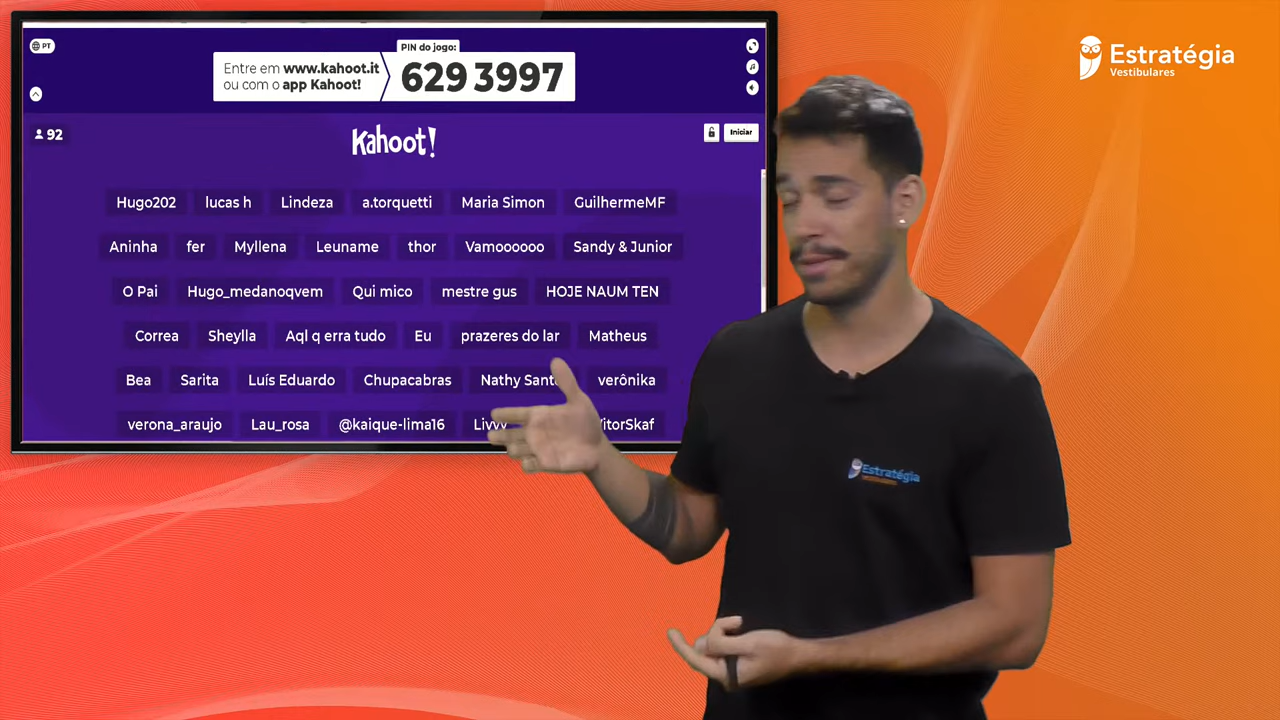 PT
PIN do jogo:
Entre em www.kahoot.it
ou com o app Kahoot!
629 3997
Estratégia
Vestibulares
92
Kahoot!
Iniciar
Hugo202 lucas h Lindeza a.torquetti Maria Simon GuilhermeMF
Aninha fer Myllena Leuname thor Vamoooooo Sandy & Junior
O Pai Hugo_medanoqvem Qui mico mestre gus HOJE NAUM TEN
Correa Sheylla Aql q erra tudo Eu prazeres do lar Matheus
Bea Sarita Luís Eduardo Chupacabras Nathy verônika
verona_araujo Lau_rosa @kaique-lima16
Estratégia